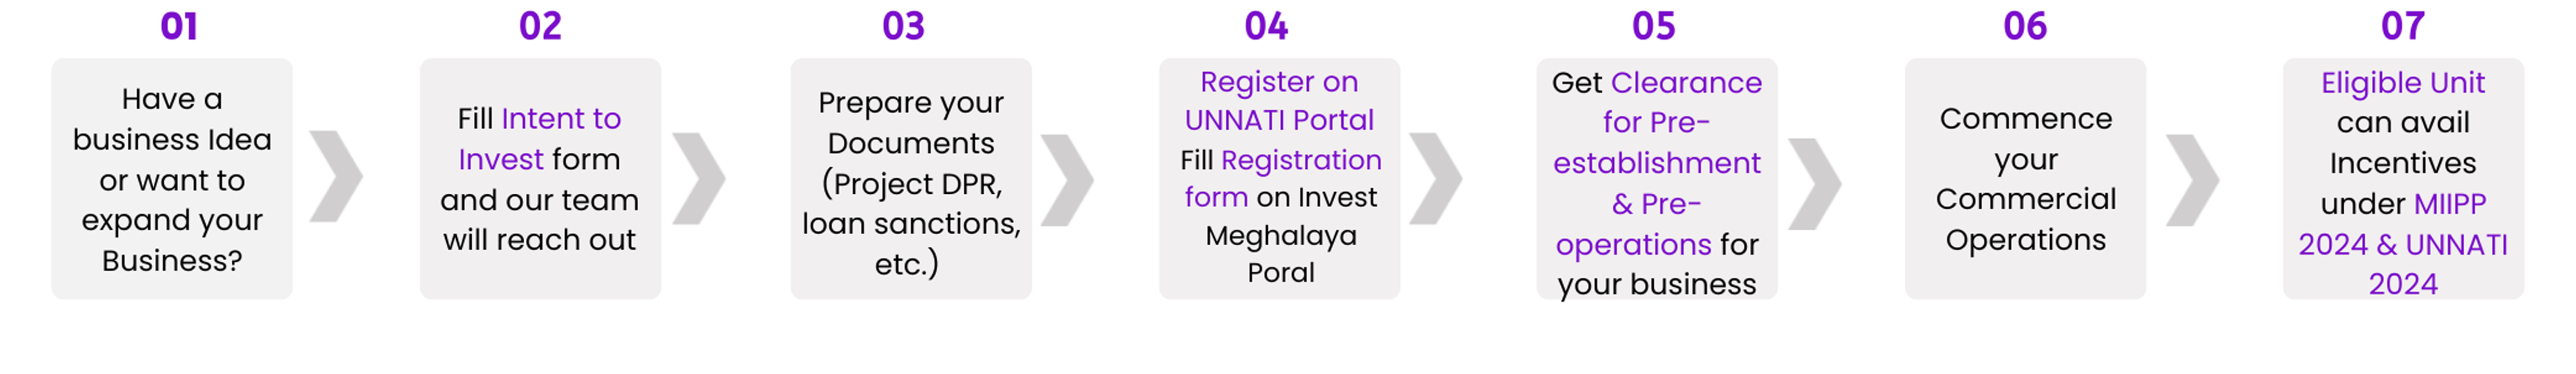 01
Have a
business Idea
or want to
expand your
Business?
02
Fill Intent to
Invest form
and our team
will reach out
03
Prepare your
Documents
(Project DPR,
loan sanctions,
etc.)
04
Register on
UNNATI Portal
Fill Registration
form on Invest
Meghalaya
Poral
05
Get Clearance
for Pre-
establishment
& Pre-
operations for
your business
06
Commence
your
Commercial
Operations
07
Eligible Unit
can avail
Incentives
under MIIPP
2024 & UNNATI
2024